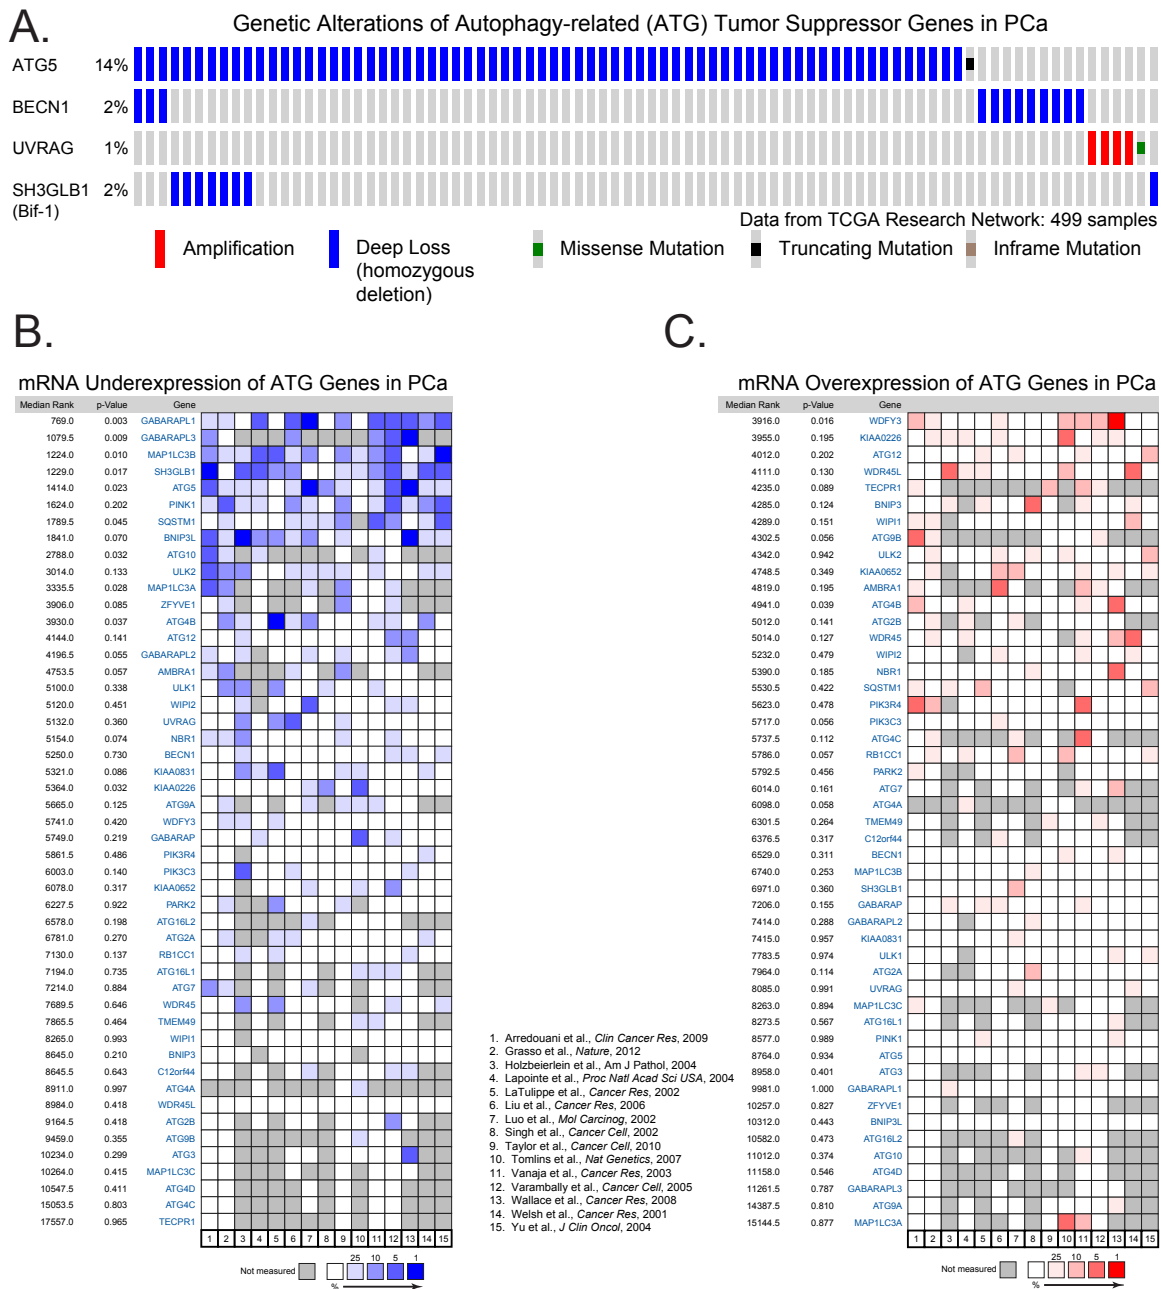 A.
Genetic Alterations of Autophagy-related (ATG) Tumor Suppressor Genes in PCa
ATG5 14%
BECN1 2%
UVRAG 1%
SH3GLB1 2%
(Bif-1)
Data from TCGA Research Network: 499 samples
Amplification
Deep Loss
(homozygous
deletion)
Missense Mutation
Truncating Mutation
Inframe Mutation
B.
mRNA Underexpression of ATG Genes in PCa
Median Rank p-Value Gene
769.0 0.003 GABARAPL1
1079.5 0.009 GABARAPL3
1224.0 0.010 MAP1LC3B
1229.0 0.017 SH3GLB1
1414.0 0.023 ATG5
1624.0 0.202 PINK1
1789.5 0.045 SQSTM1
1841.0 0.070 BNIP3L
2788.0 0.032 ATG10
3014.0 0.133 ULK2
3335.5 0.028 MAP1LC3A
3906.0 0.085 ZFYVE1
3930.0 0.037 ATG4B
4144.0 0.141 ATG12
4196.5 0.055 GABARAPL2
4753.5 0.057 AMBRA1
5100.0 0.338 ULK1
5120.0 0.451 WIPI2
5132.0 0.360 UVRAG
5154.0 0.074 NBR1
5250.0 0.730 BECN1
5321.0 0.086 KIAA0831
5364.0 0.032 KIAA0226
5665.0 0.125 ATG9A
5741.0 0.420 WDFY3
5749.0 0.219 GABARAP
5861.5 0.486 PIK3R4
6003.0 0.140 PIK3C3
6078.0 0.317 KIAA0652
6227.5 0.922 PARK2
6578.0 0.198 ATG16L2
6781.0 0.270 ATG2A
7130.0 0.137 RB1CC1
7194.0 0.735 ATG16L1
7214.0 0.884 ATG7
7689.5 0.646 WDR45
7865.5 0.464 TMEM49
8265.0 0.993 WIPI1
8645.0 0.210 BNIP3
8645.5 0.643 C12orf44
8911.0 0.997 ATG4A
8984.0 0.418 WDR45L
9164.5 0.418 ATG2B
9459.0 0.355 ATG9B
10234.0 0.299 ATG3
10264.0 0.415 MAP1LC3C
10547.5 0.411 ATG4D
15053.5 0.803 ATG4C
17557.0 0.965 TECPR1
1 2 3 4 5 6 7 8 9 10 11 12 13 14 15
25 10 5 1
Not measured
%
1. Arredouani et al., Clin Cancer Res, 2009
2. Grasso et al., Nature, 2012
3. Holzbeierlein et al., Am J Pathol, 2004
4. Lapointe et al., Proc Natl Acad Sci USA, 2004
5. LaTulippe et al., Cancer Res, 2002
6. Liu et al., Cancer Res, 2006
7. Luo et al., Mol Carcinog, 2002
8. Singh et al., Cancer Cell, 2002
9. Taylor et al., Cancer Cell, 2010
10. Tomlins et al., Nat Genetics, 2007
11. Vanaja et al., Cancer Res, 2003
12. Varambally et al., Cancer Cell, 2005
13. Wallace et al., Cancer Res, 2008
14. Welsh et al., Cancer Res, 2001
15. Yu et al., J Clin Oncol, 2004
C.
mRNA Overexpression of ATG Genes in PCa
Median Rank p-Value Gene
3916.0 0.016 WDFY3
3955.0 0.195 KIAA0226
4012.0 0.202 ATG12
4111.0 0.130 WDR45L
4235.0 0.089 TECPR1
4285.0 0.124 BNIP3
4289.0 0.151 WIPI1
4302.5 0.056 ATG9B
4342.0 0.942 ULK2
4748.5 0.349 KIAA0652
4819.0 0.195 AMBRA1
4941.0 0.039 ATG4B
5012.0 0.141 ATG2B
5014.0 0.127 WDR45
5232.0 0.479 WIPI2
5390.0 0.185 NBR1
5530.5 0.422 SQSTM1
5623.0 0.478 PIK3R4
5717.0 0.056 PIK3C3
5737.5 0.112 ATG4C
5786.0 0.057 RB1CC1
5792.5 0.456 PARK2
6014.0 0.161 ATG7
6098.0 0.058 ATG4A
6301.5 0.264 TMEM49
6376.5 0.317 C12orf44
6529.0 0.311 BECN1
6740.0 0.253 MAP1LC3B
6971.0 0.360 SH3GLB1
7206.0 0.155 GABARAP
7414.0 0.288 GABARAPL2
7415.0 0.957 KIAA0831
7783.5 0.974 ULK1
7964.0 0.114 ATG2A
8085.0 0.991 UVRAG
8263.0 0.894 MAP1LC3C
8273.5 0.567 ATG16L1
8577.0 0.989 PINK1
8764.0 0.934 ATG5
8958.0 0.401 ATG3
9981.0 1.000 GABARAPL1
10257.0 0.827 ZFYVE1
10312.0 0.443 BNIP3L
10582.0 0.473 ATG16L2
11012.0 0.374 ATG10
11158.0 0.546 ATG4D
11261.5 0.787 GABARAPL3
14387.5 0.810 ATG9A
15144.5 0.877 MAP1LC3A
1 2 3 4 5 6 7 8 9 10 11 12 13 14 15
25 10 5 1
Not measured
%